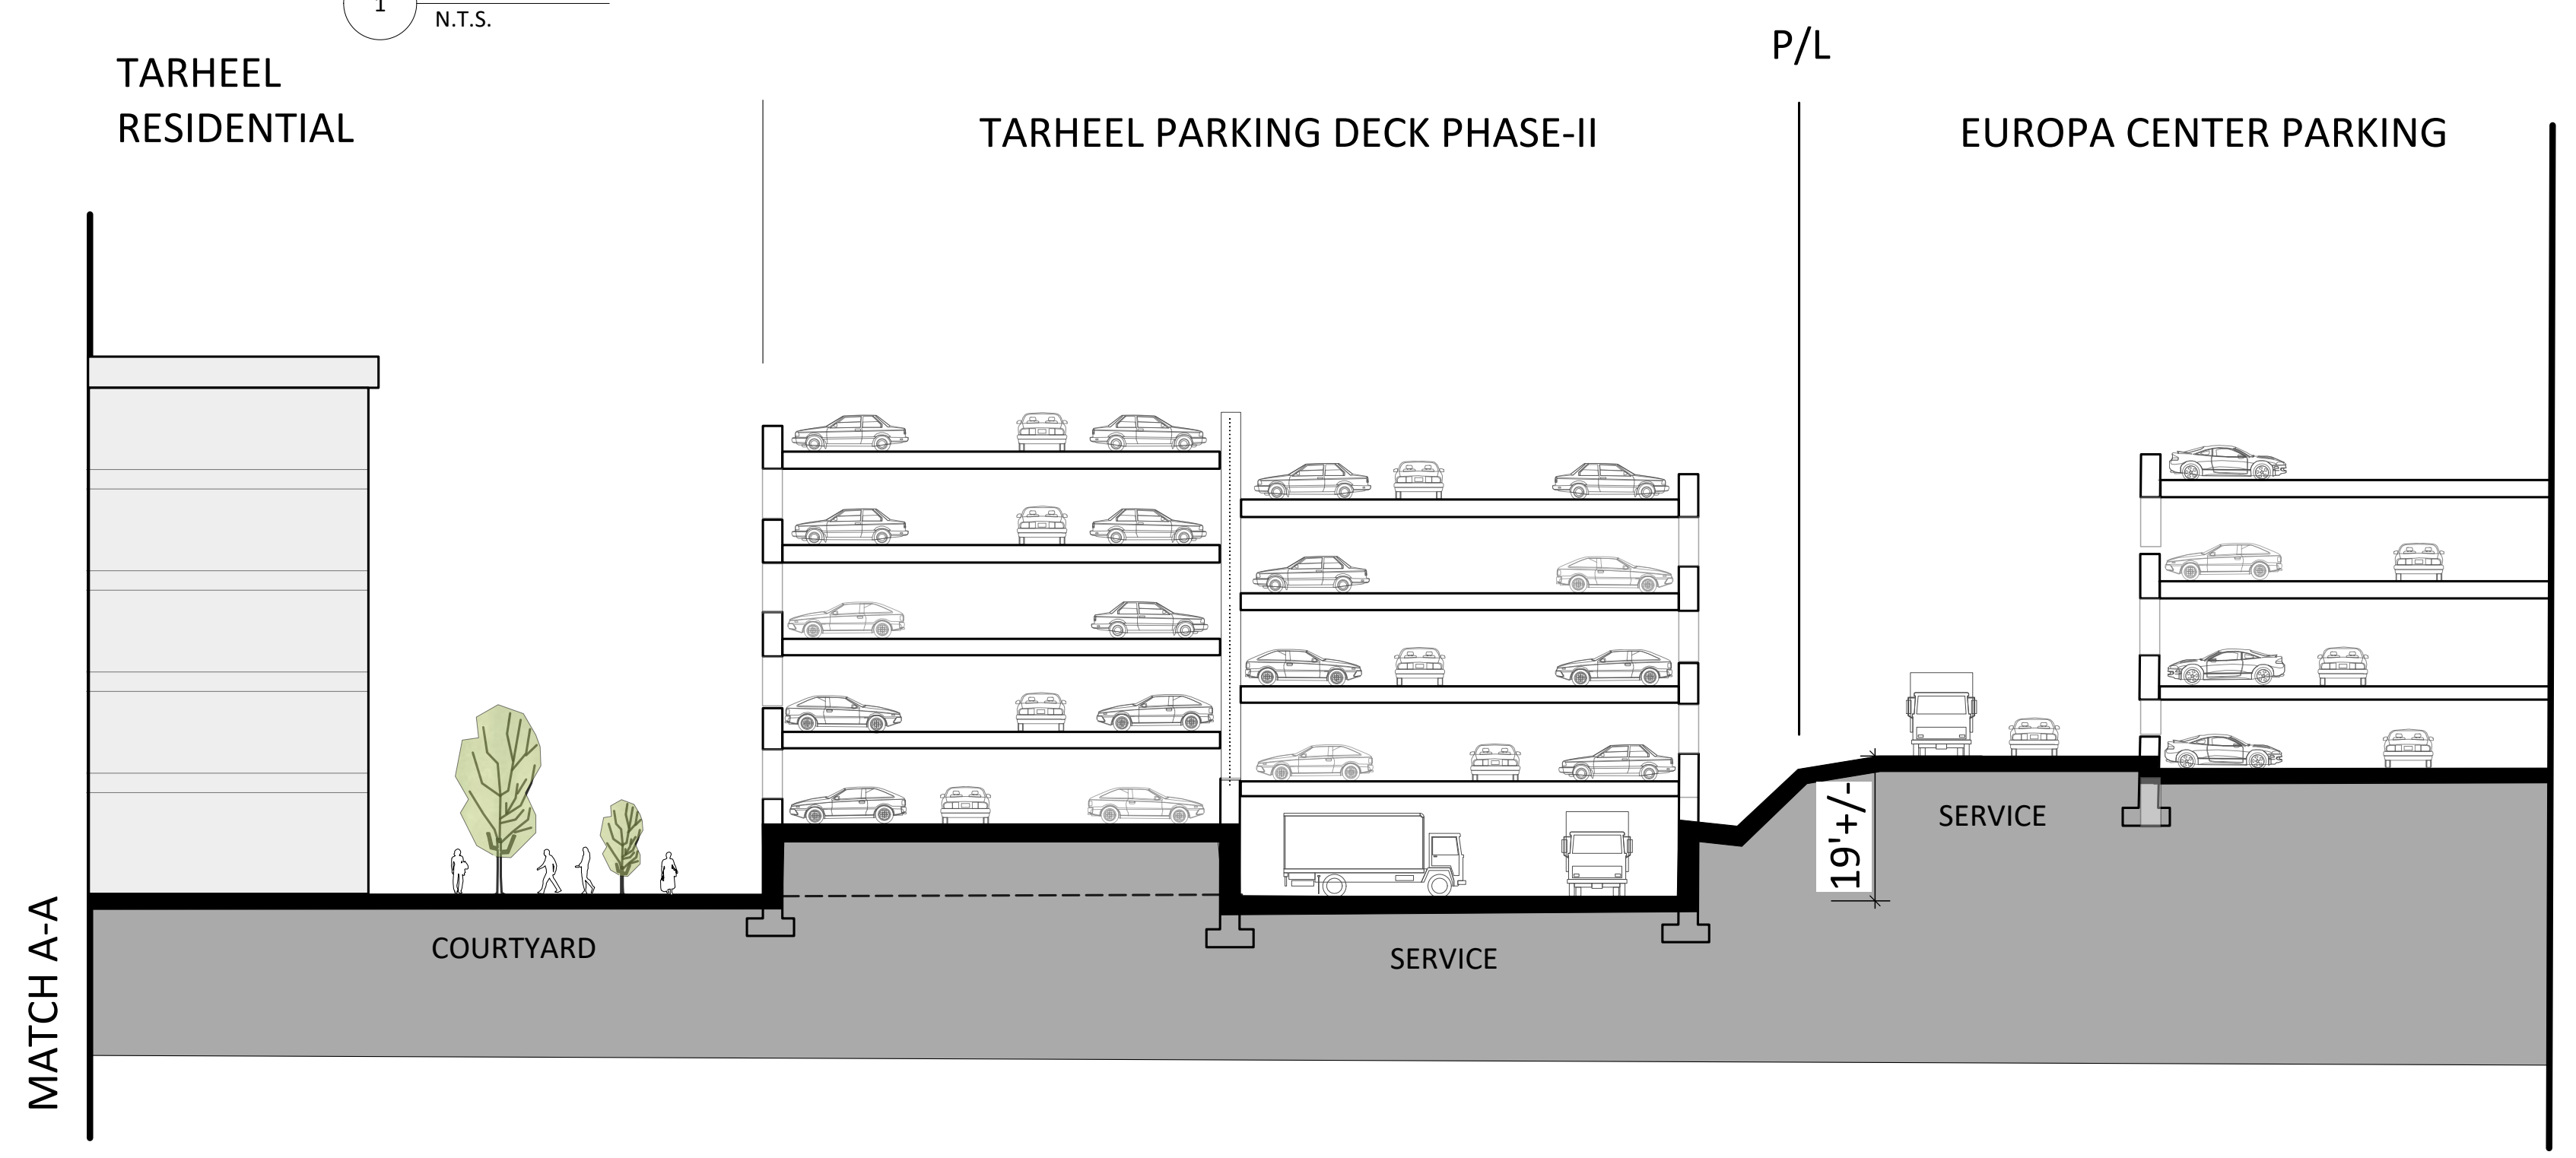 1
N.T.S.
TARHEEL
RESIDENTIAL
TARHEEL PARKING DECK PHASE-II
P/L
EUROPA CENTER PARKING
19'+/-
SERVICE
COURTYARD
SERVICE
MATCH A-A